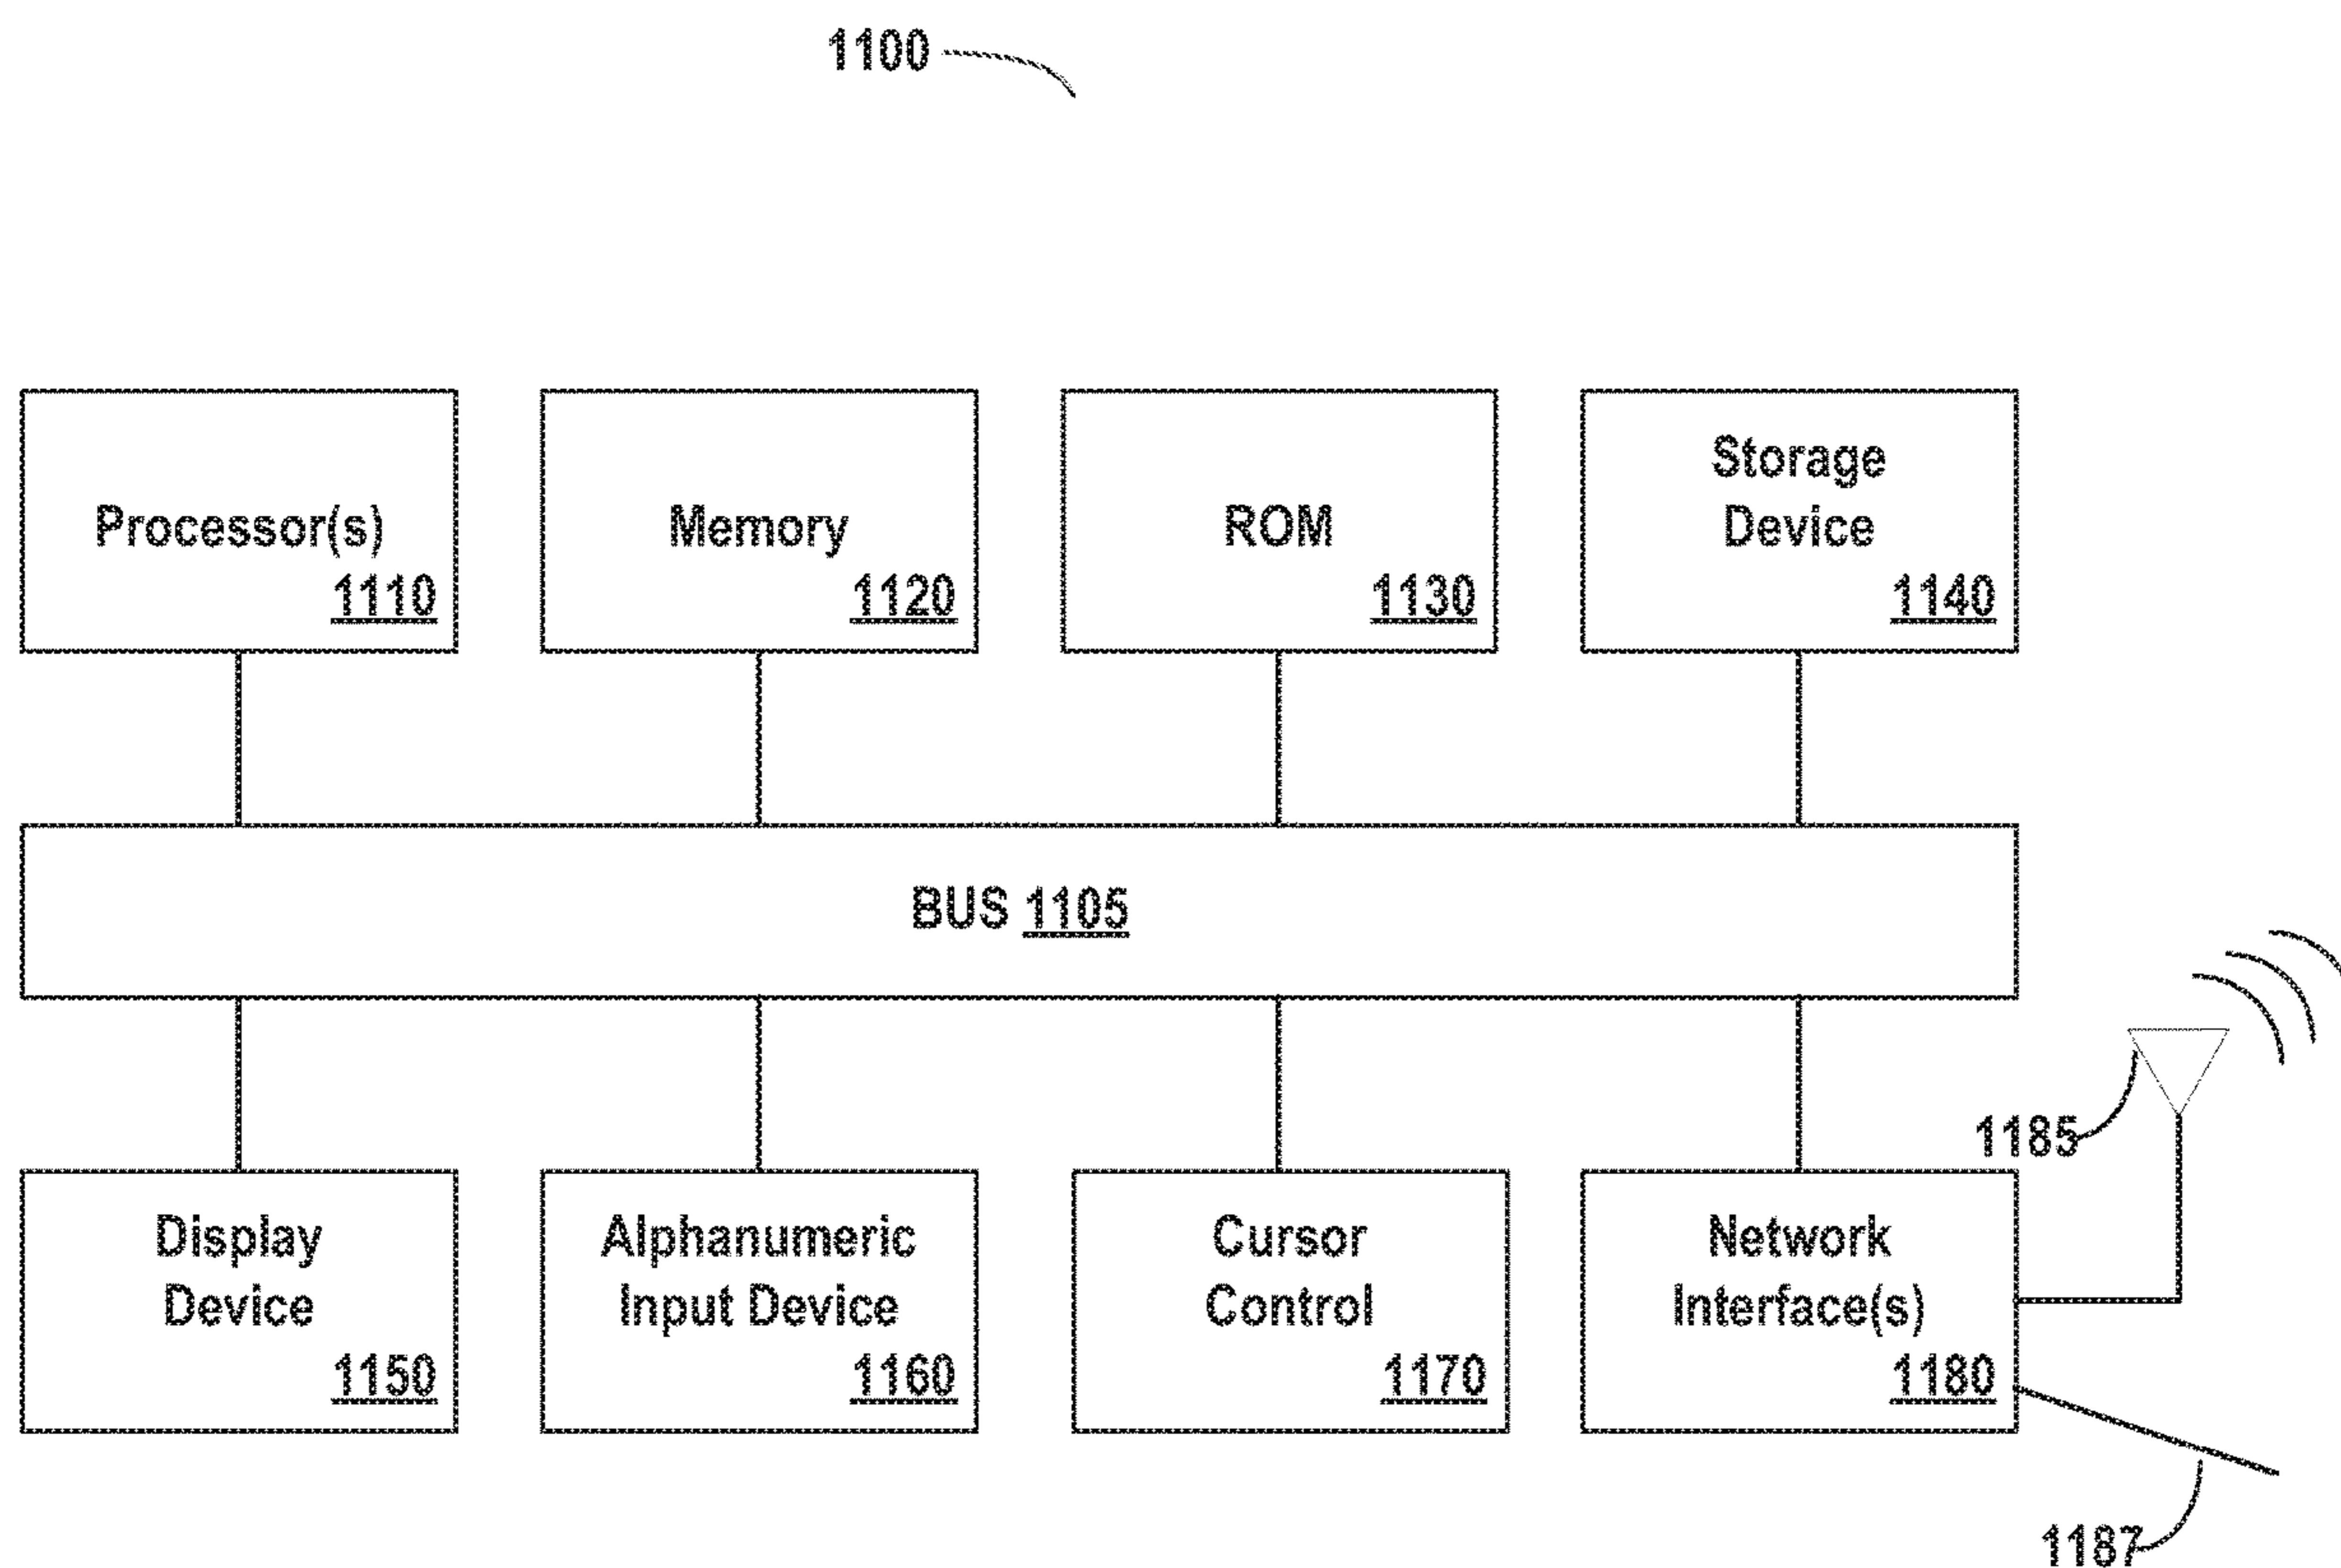 1100
Processor(s)
1110
Memory
1120
ROM
1130
Storage
Device
1140
BUS 1105
1185
Display
Device
1150
Alphanumeric
Input Device
1160
Cursor
Control
1170
Network
Interface(s)
1180
1187